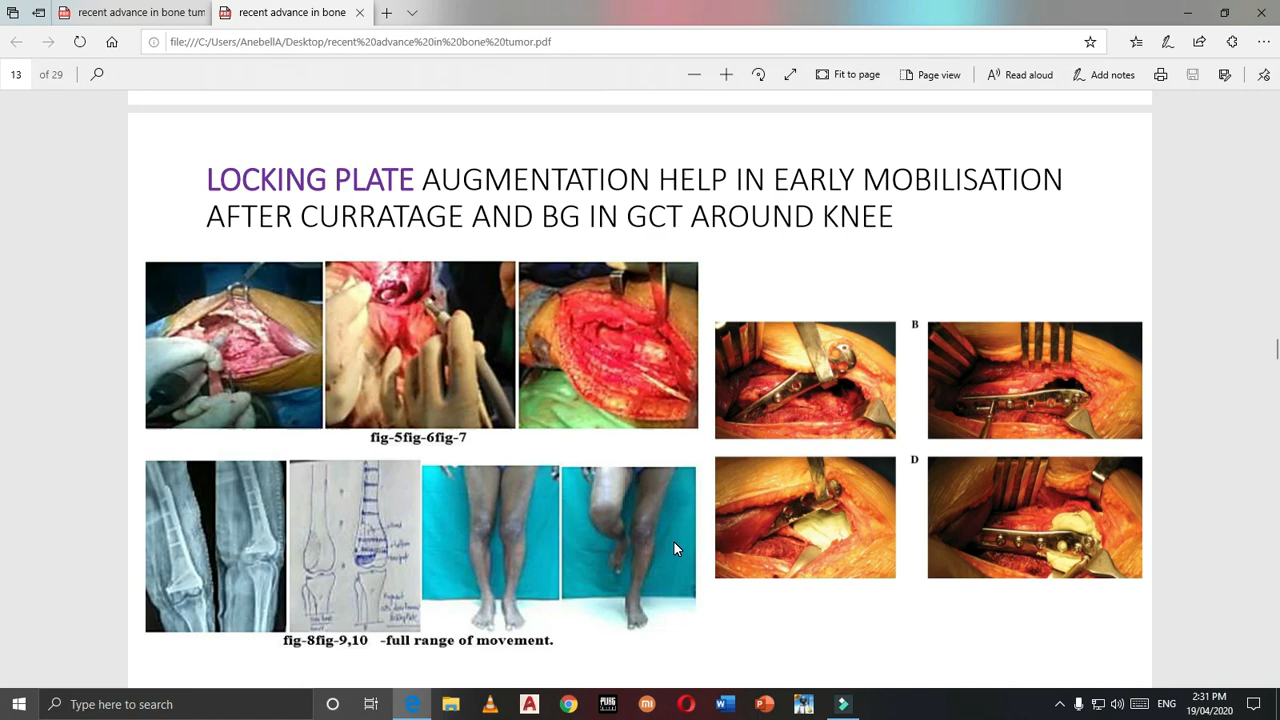 recent advance in bone tum
recent advance in bone
file:///C:/Users/AnebellA/Desktop/recent%20advance%20in%20bone%20tumor.pdf
13 of 29
Fit to page
Page view
Read aloud
Add notes
LOCKING PLATE AUGMENTATION HELP IN EARLY MOBILISATION
AFTER CURRATAGE AND BG IN GCT AROUND KNEE
B
fig-5fig-6fig-7
D
fig-8fig-9,10 -full range of movement.
Type here to search
ENG
2:31 PM
19/04/2020